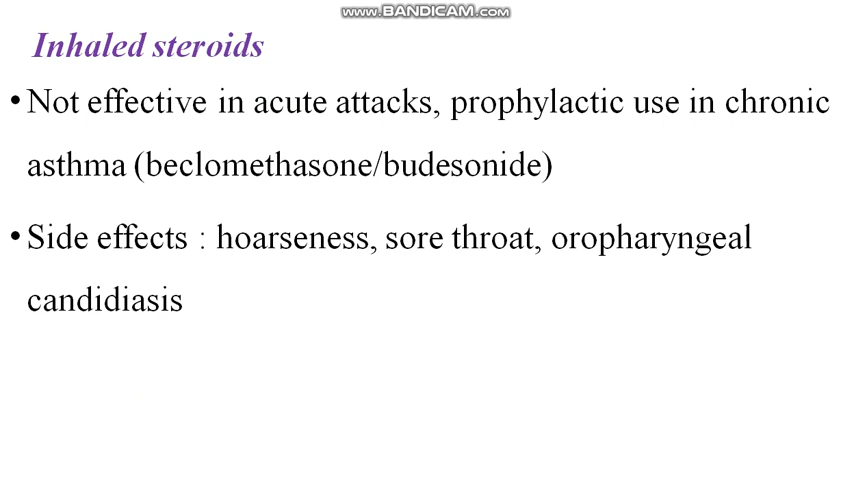 www.BANDICAM.com
Inhaled steroids
• Not effective in acute attacks, prophylactic use in chronic
asthma (beclomethasone/budesonide)
• Side effects : hoarseness, sore throat, oropharyngeal
candidiasis